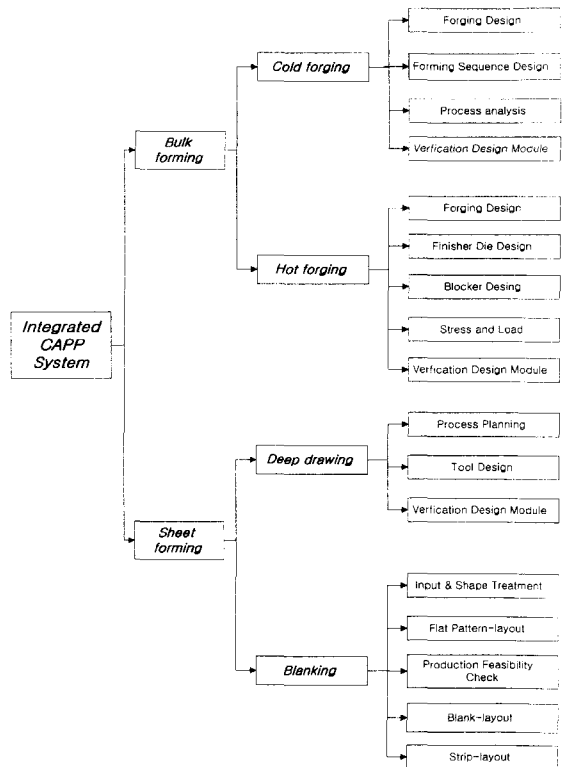 Forging Design
Cold forging
Forming Sequence Design
Process analysis
Bulk
forming
Verfication Design Module
Forging Design
Finisher Die Design
Hot forging
Blocker Desing
Integrated
CAPP
System
Stress and Load
Verfication Design Module
Process Planning
Deep drawing
Tool Design
Verfication Design Module
Sheet
forming
Input & Shape Treatment
Flat Pattern-layout
Blanking
Production Feasibility
Check
Blank-layout
Strip-layout